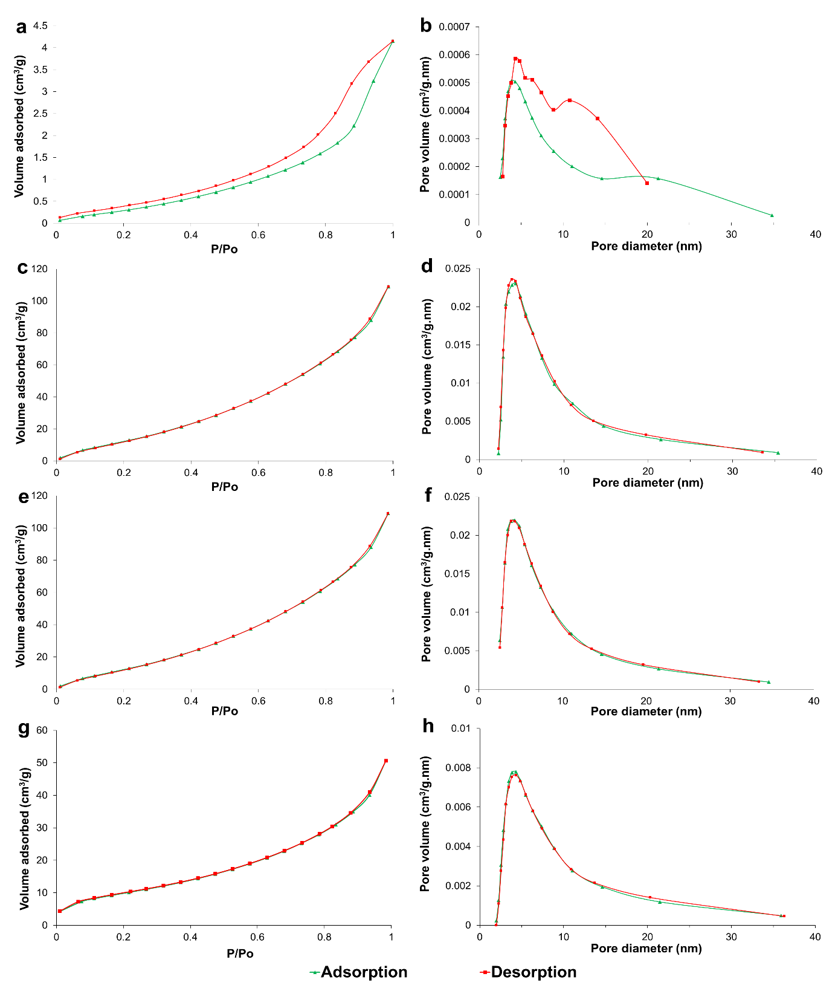 a
Volume adsorbed (cm³/g)
4.5
4
3.5
3
2.5
2
1.5
1
0.5
0
0 0.2 0.4 0.6 0.8 1
P/Po
b
Pore volume (cm³/g.nm)
0.0007
0.0006
0.0005
0.0004
0.0003
0.0002
0.0001
0
0 10 20 30 40
Pore diameter (nm)
c
Volume adsorbed (cm³/g)
120
100
80
60
40
20
0
0 0.2 0.4 0.6 0.8 1
P/Po
d
Pore volume (cm³/g.nm)
0.025
0.02
0.015
0.01
0.005
0
0 10 20 30 40
Pore diameter (nm)
e
Volume adsorbed (cm³/g)
120
100
80
60
40
20
0
0 0.2 0.4 0.6 0.8 1
P/Po
f
Pore volume (cm³/g.nm)
0.025
0.02
0.015
0.01
0.005
0
0 10 20 30 40
Pore diameter (nm)
g
Volume adsorbed (cm³/g)
60
50
40
30
20
10
0
0 0.2 0.4 0.6 0.8 1
P/Po
h
Pore volume (cm³/g.nm)
0.01
0.008
0.006
0.004
0.002
0
0 10 20 30 40
Pore diameter (nm)
Adsorption
Desorption